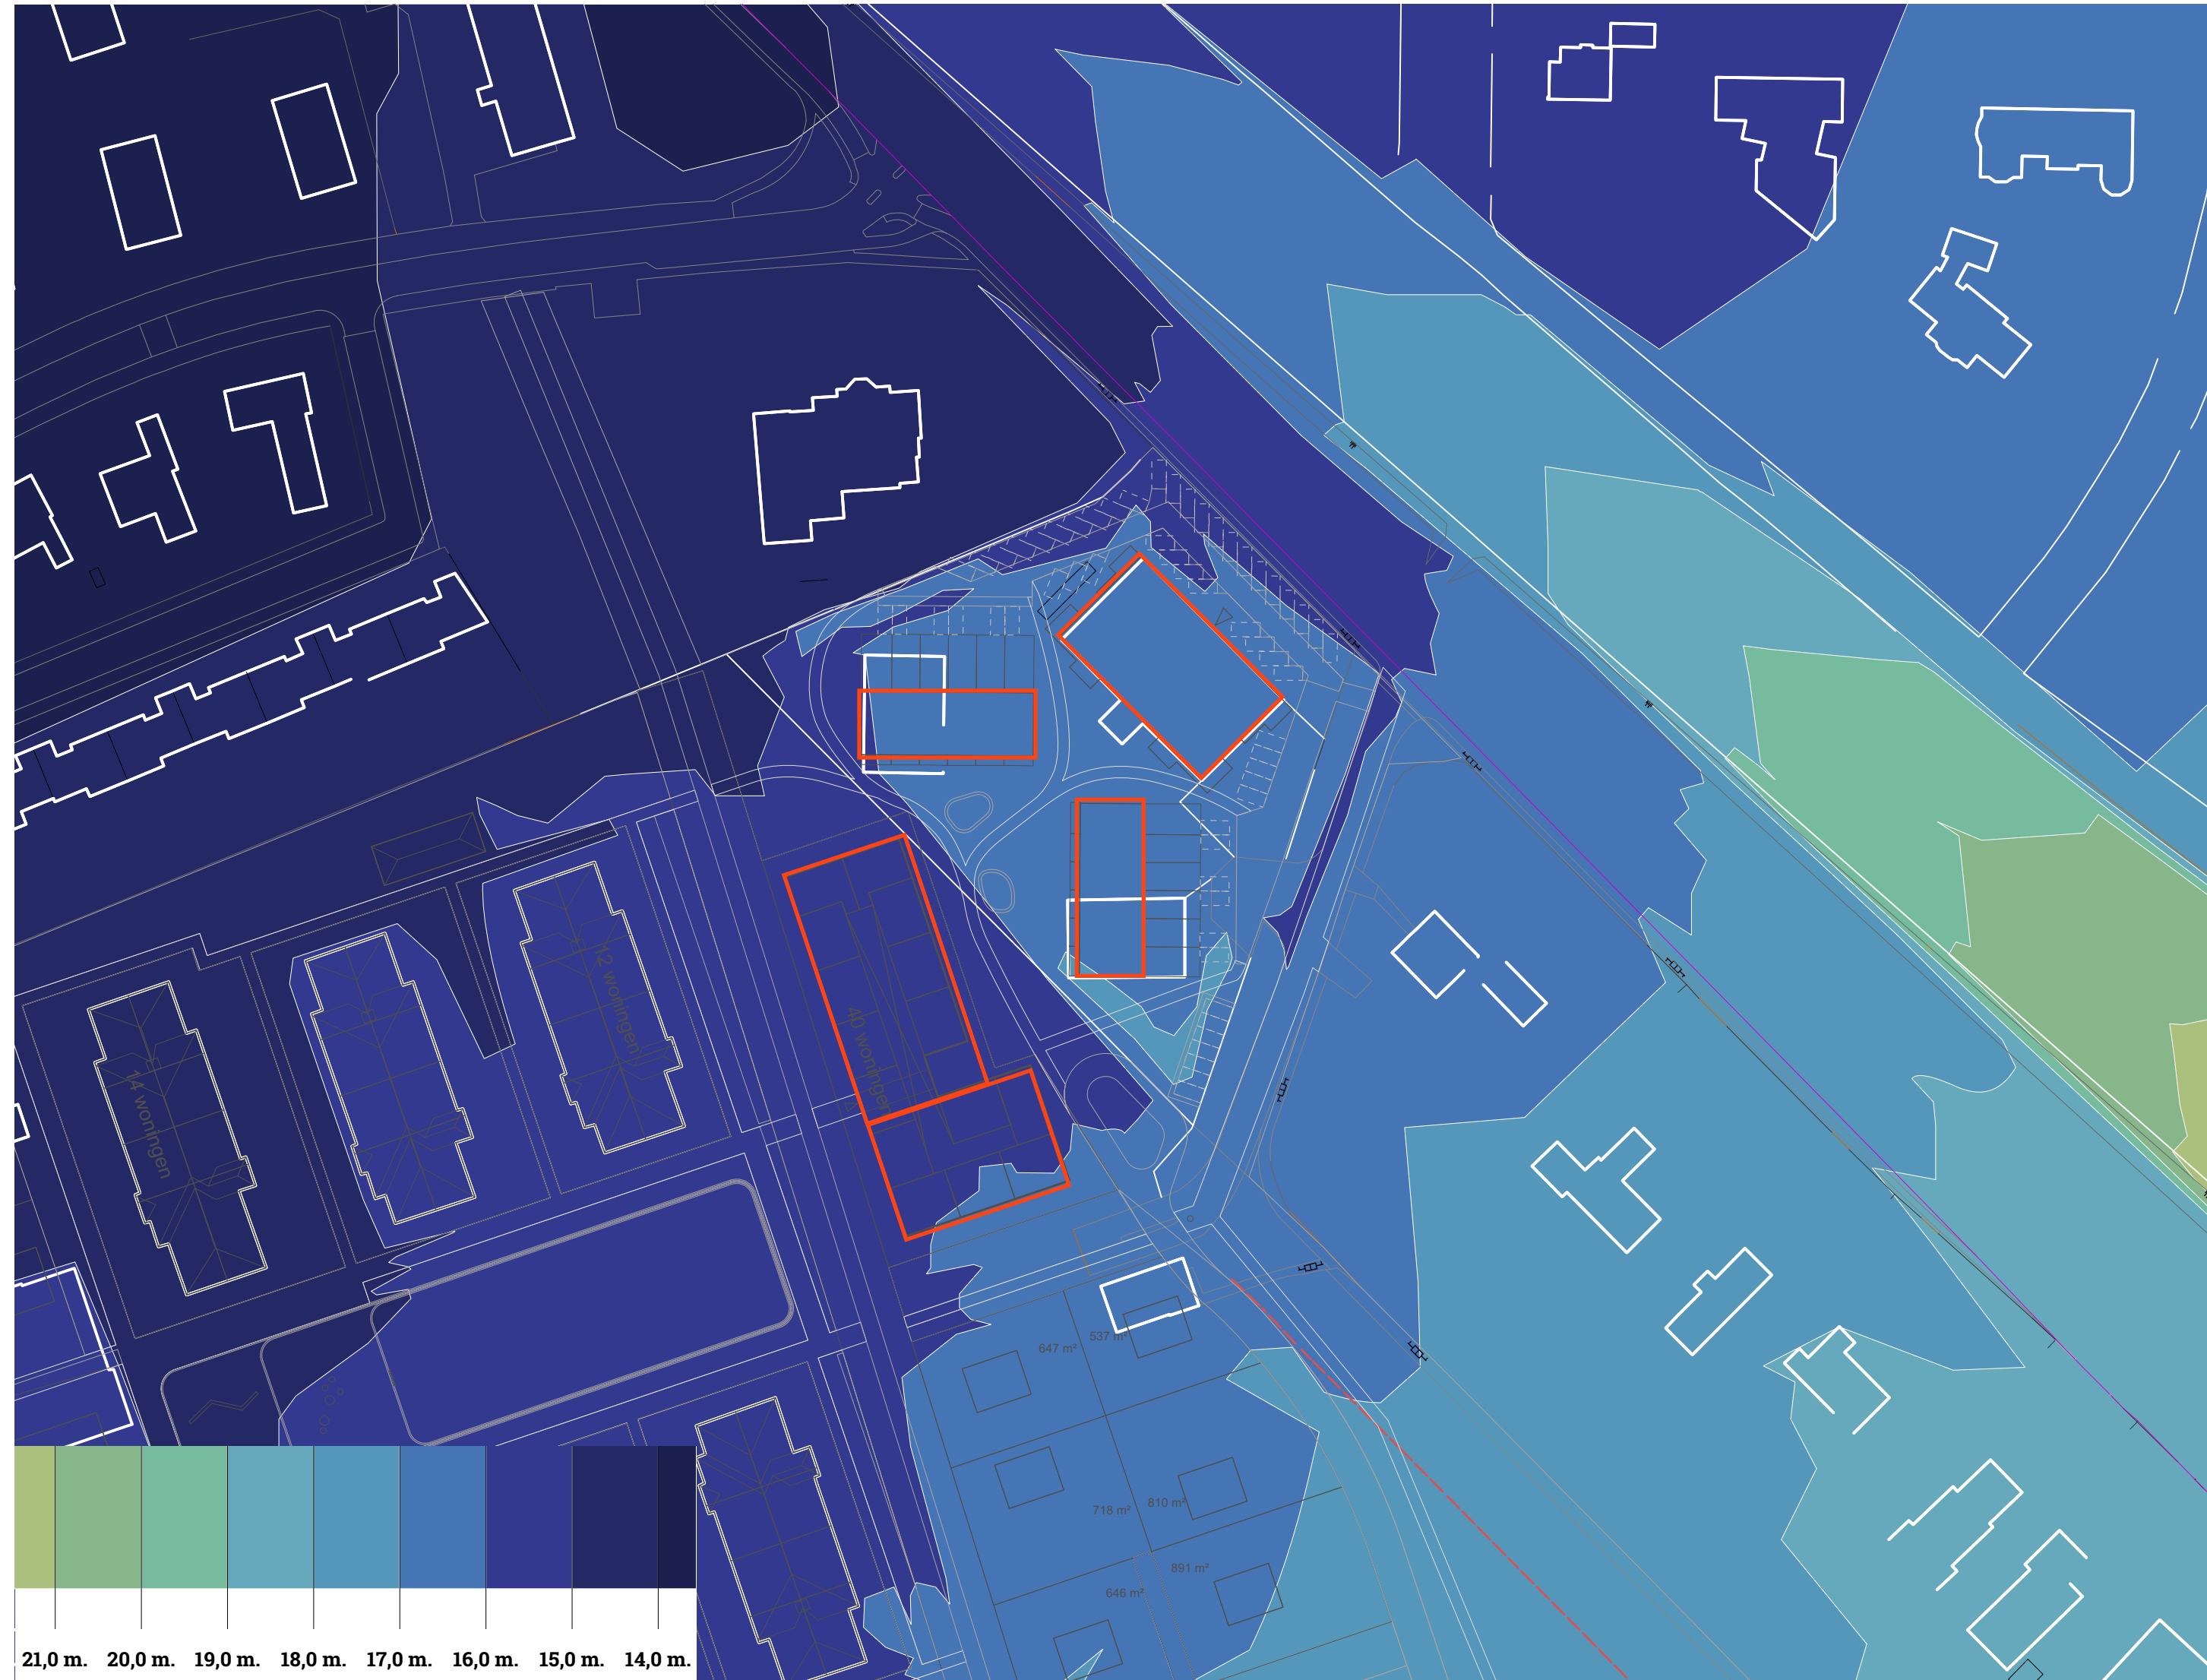 12 woningen
40 woningen
14 woningen
537 m²
647 m²
810 m²
718 m²
891 m²
646 m²
21,0 m. 20,0 m. 19,0 m. 18,0 m. 17,0 m. 16,0 m. 15,0 m. 14,0 m.